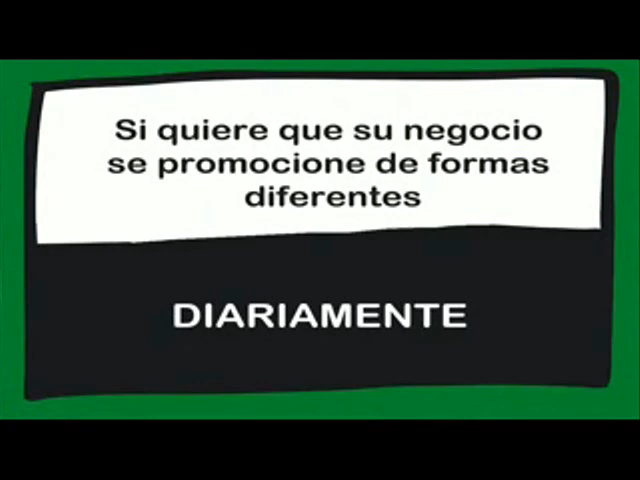 Si quiere que su negocio
se promocione de formas
diferentes
DIARIAMENTE